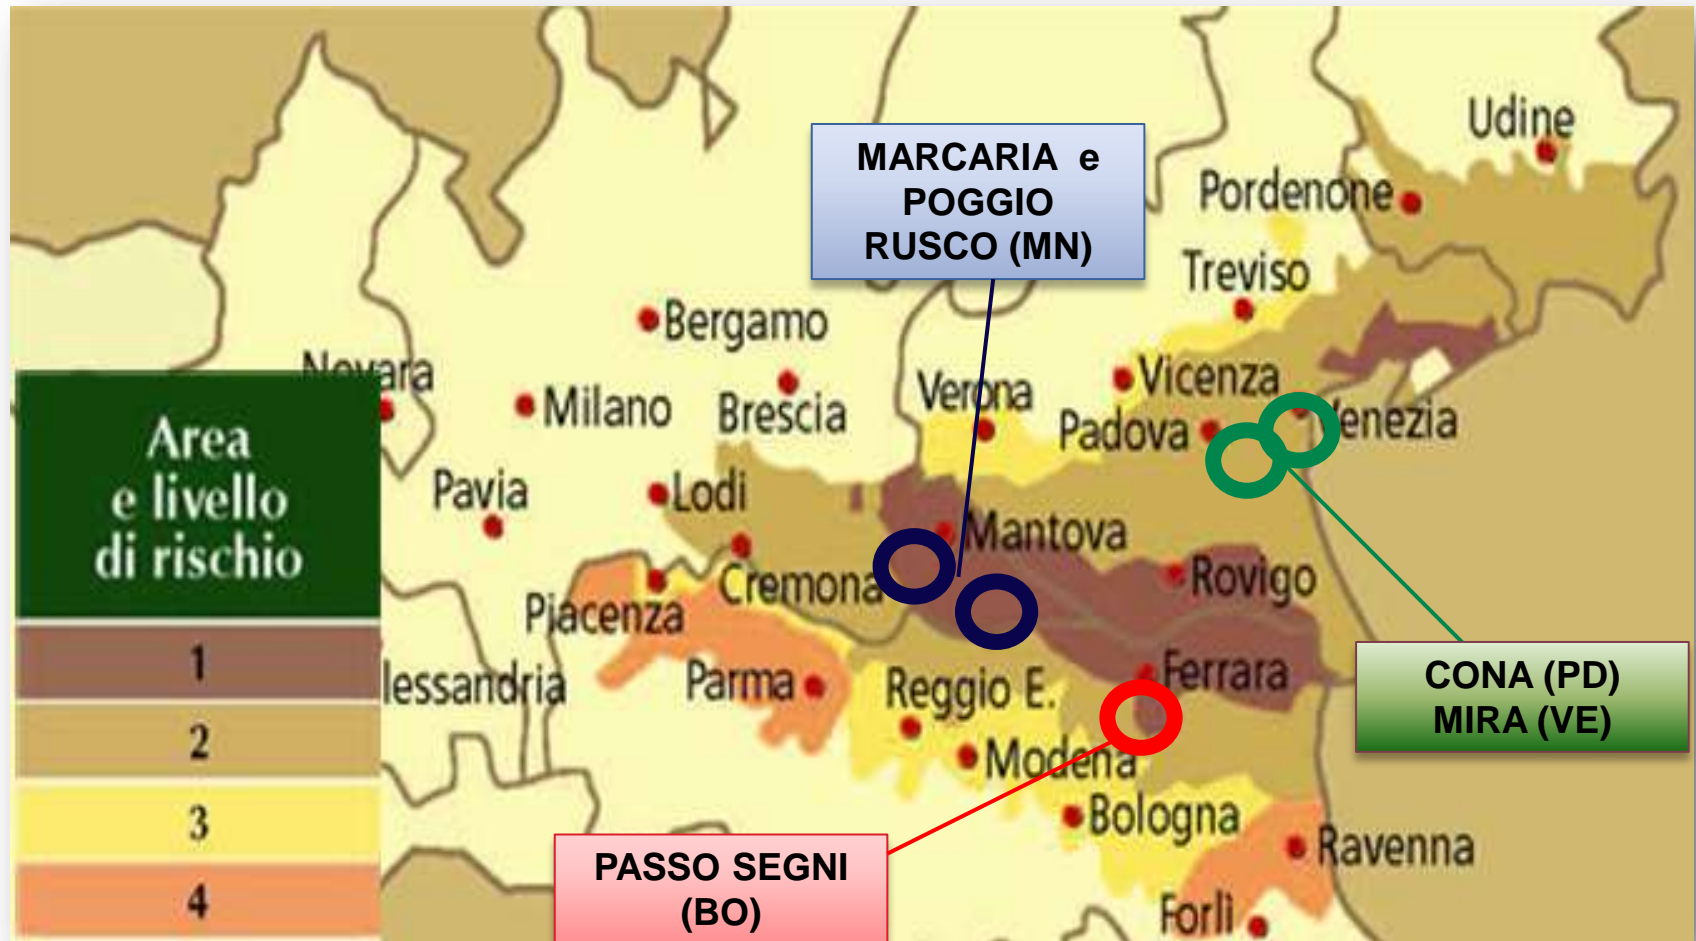 Udine
MARCARIA e
POGGIO
RUSCO (MN)
Pordenone
Treviso
Bergamo
Novara
Milano
Brescia
Verona
Vicenza
Padova
Venezia
Area
e livello
di rischio
Pavia
Lodi
Mantova
Cremona
Rovigo
Piacenza
1
lessandria
Parma
Reggio E.
Ferrara
CONA (PD)
MIRA (VE)
2
Modena
3
Bologna
Ravenna
PASSO SEGNI
(BO)
4
Forlì